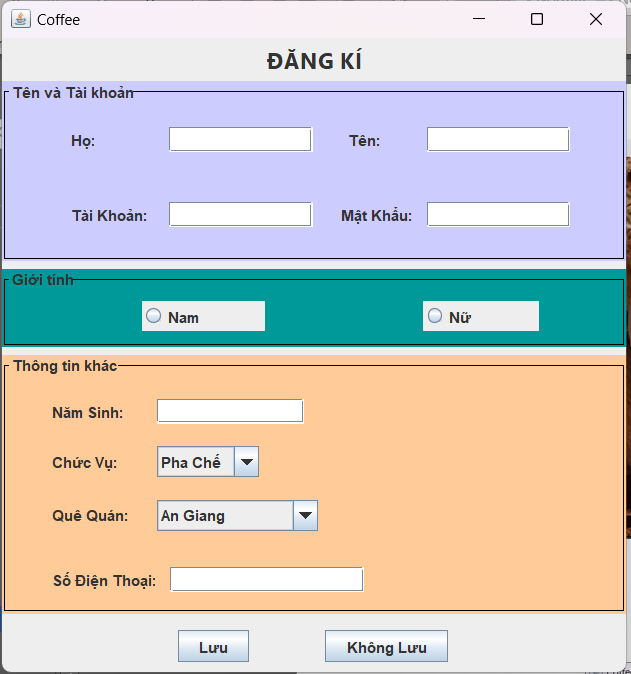 Coffee
ĐĂNG KÍ
Tên và Tài khoản
Họ:
Tên:
Tài Khoản:
Mật Khẩu:
Giới tính
Nam
Nữ
Thông tin khác
Năm Sinh:
Chức Vụ:
Pha Chế
Quê Quán:
An Giang
Số Điện Thoại:
Lưu
Không Lưu